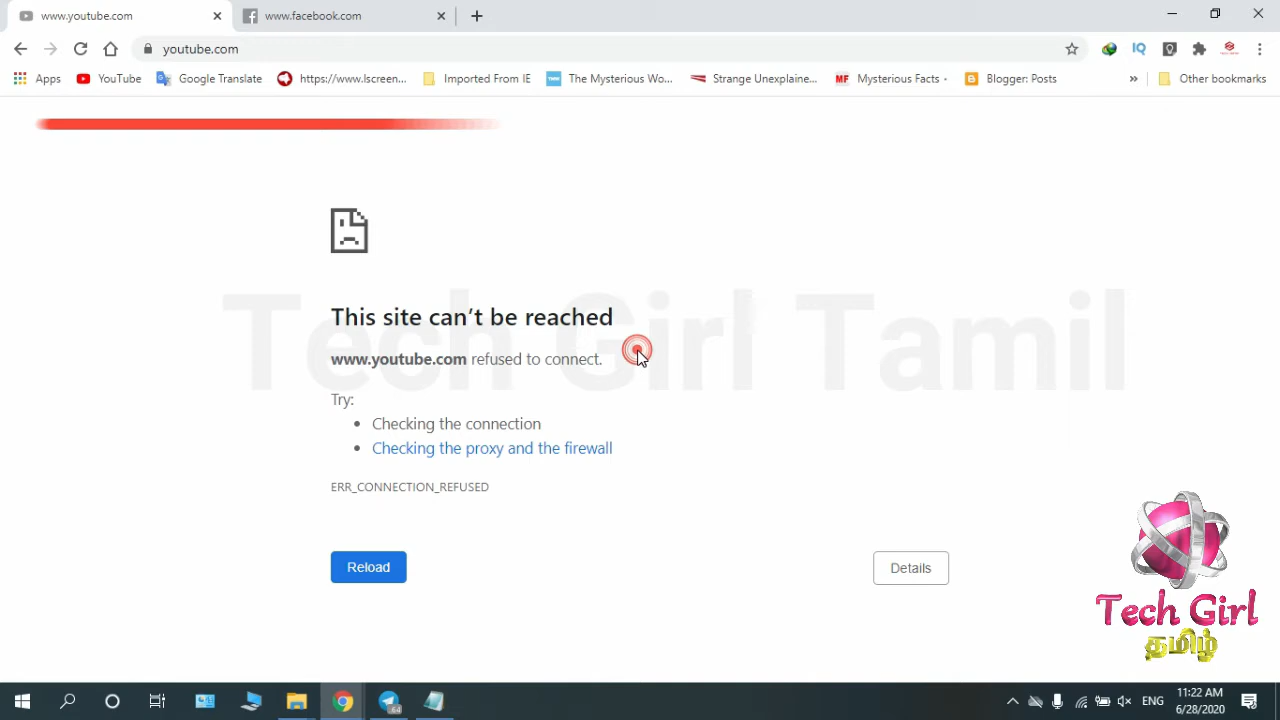 www.youtube.com
www.facebook.com
youtube.com
IQ
Apps
YouTube
Google Translate
https://www.lscreen...
Imported From IE
The Mysterious Wo...
Strange Unexplaine...
MF
Mysterious Facts -
Blogger: Posts
»
Other bookmarks
Tech Girl Tamil
This site can't be reached
www.youtube.com refused to connect.
Try:
• Checking the connection
• Checking the proxy and the firewall
ERR_CONNECTION_REFUSED
Reload
Details
Tech Girl
தமிழ்
64
ENG
11:22 AM
6/28/2020